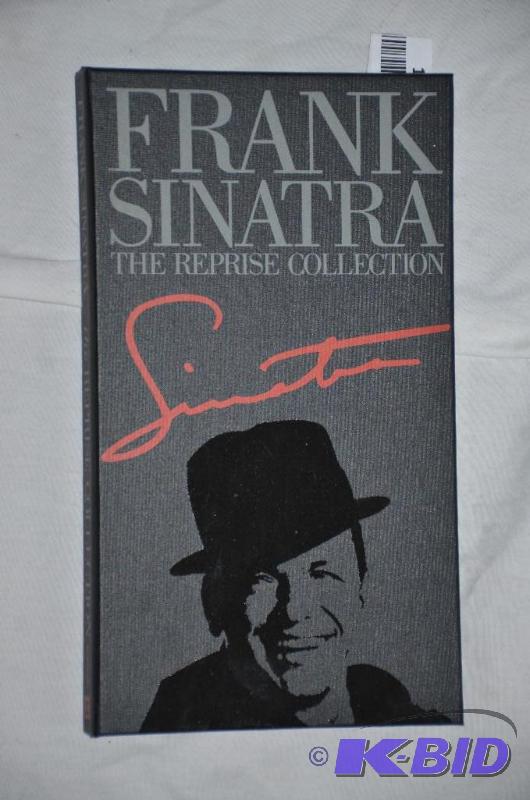 FRANK
SINATRA
THE REPRISE COLLECTION
Sinatra
© K-BID